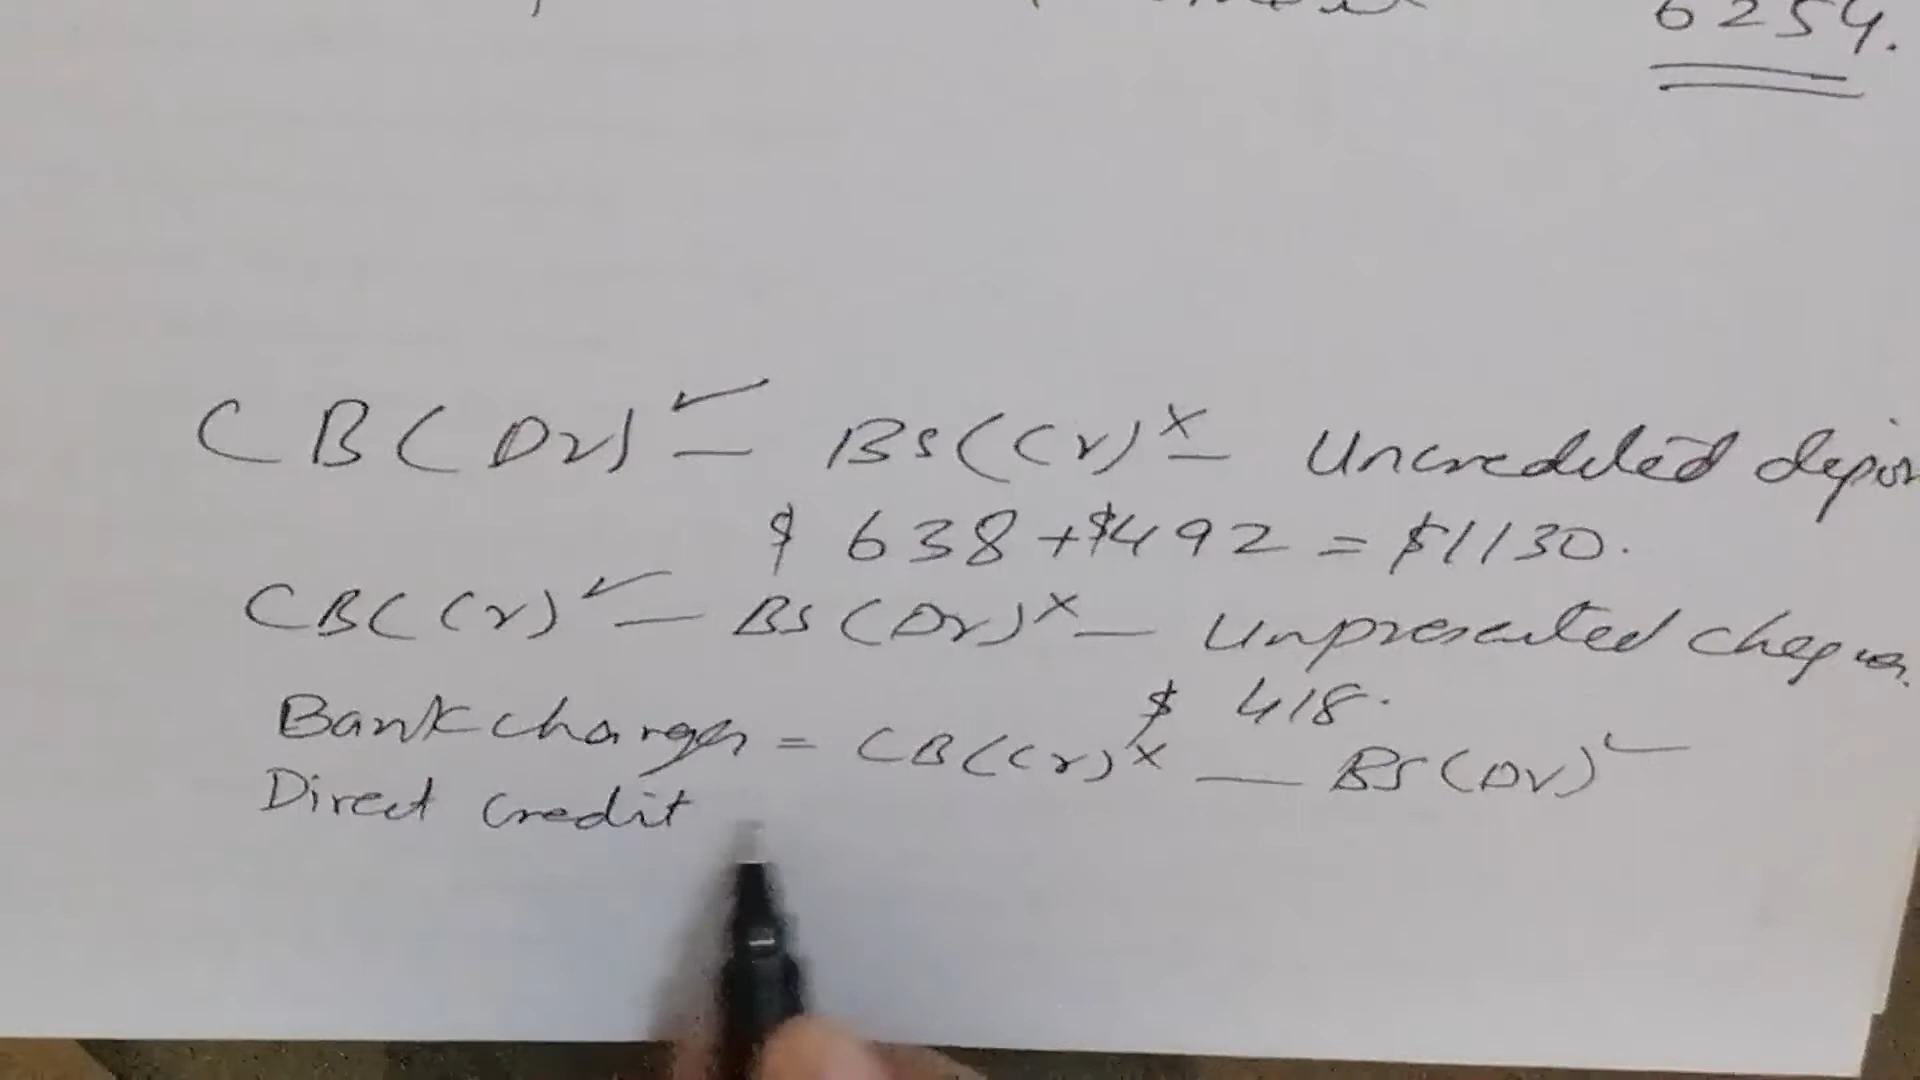 6254.
CB(Dr) ✓ — BS(Cr) × — Uncredited
$ 638 + $492 = $1130.
CB(Cr) ✓ — BS(Dr) × — Unpresented cheques.
$ 418.
Bank charges = CB(Cr) × — BS(Dr) ✓
Direct credit